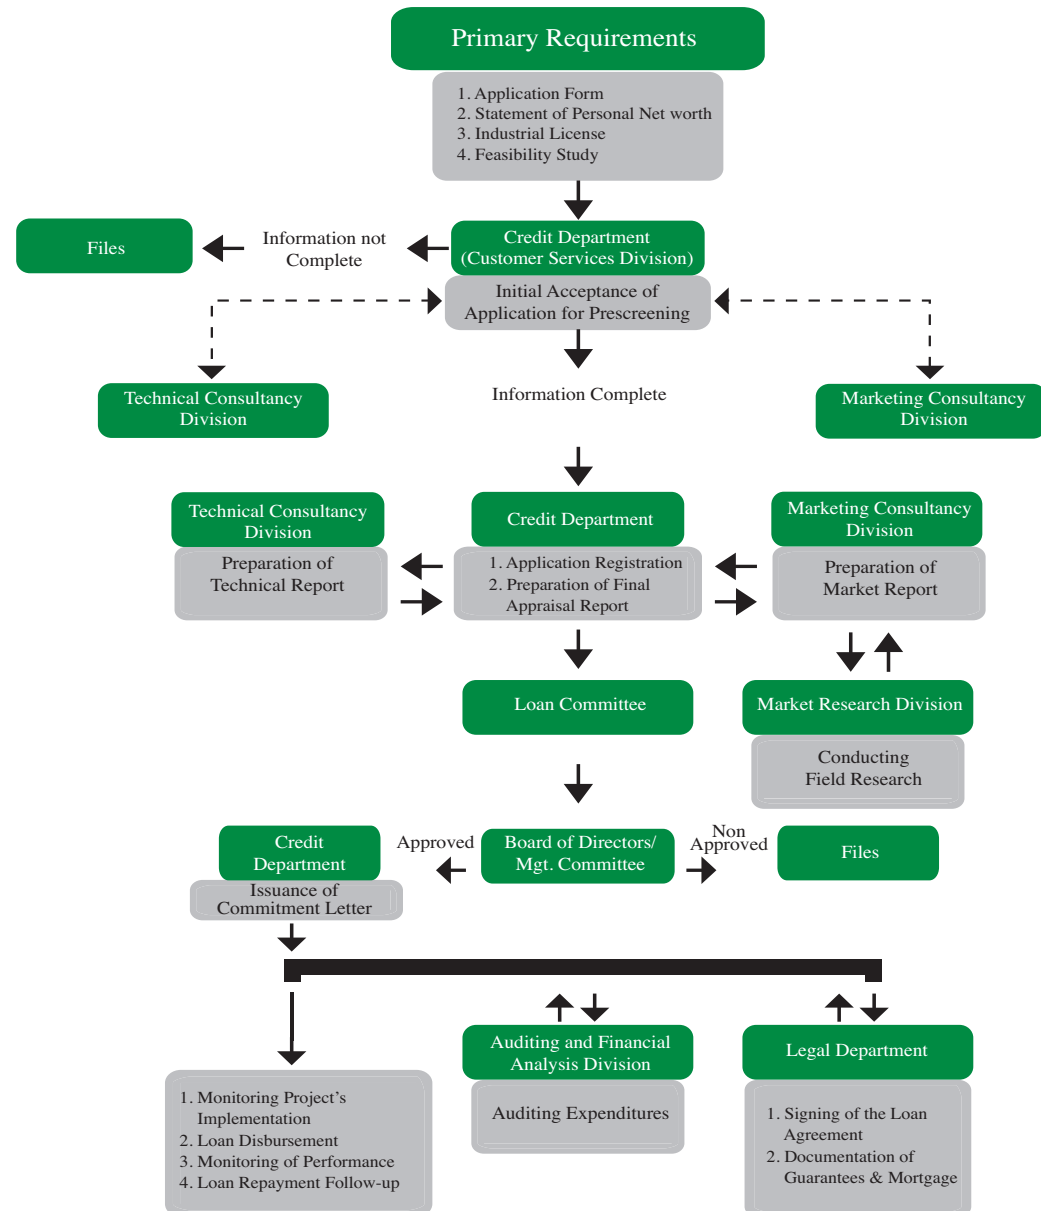 Primary Requirements
1. Application Form
2. Statement of Personal Net worth
3. Industrial License
4. Feasibility Study
Files
Information not
Complete
Credit Department
(Customer Services Division)
Initial Acceptance of
Application for Prescreening
Technical Consultancy
Division
Information Complete
Marketing Consultancy
Division
Technical Consultancy
Division
Preparation of
Technical Report
Credit Department
1. Application Registration
2. Preparation of Final
Appraisal Report
Marketing Consultancy
Division
Preparation of
Market Report
Loan Committee
Market Research Division
Conducting
Field Research
Credit
Department
Issuance of
Commitment Letter
Approved
Board of Directors/
Mgt. Committee
Non
Approved
Files
1. Monitoring Project's
Implementation
2. Loan Disbursement
3. Monitoring of Performance
4. Loan Repayment Follow-up
Auditing and Financial
Analysis Division
Auditing Expenditures
Legal Department
1. Signing of the Loan
Agreement
2. Documentation of
Guarantees & Mortgage